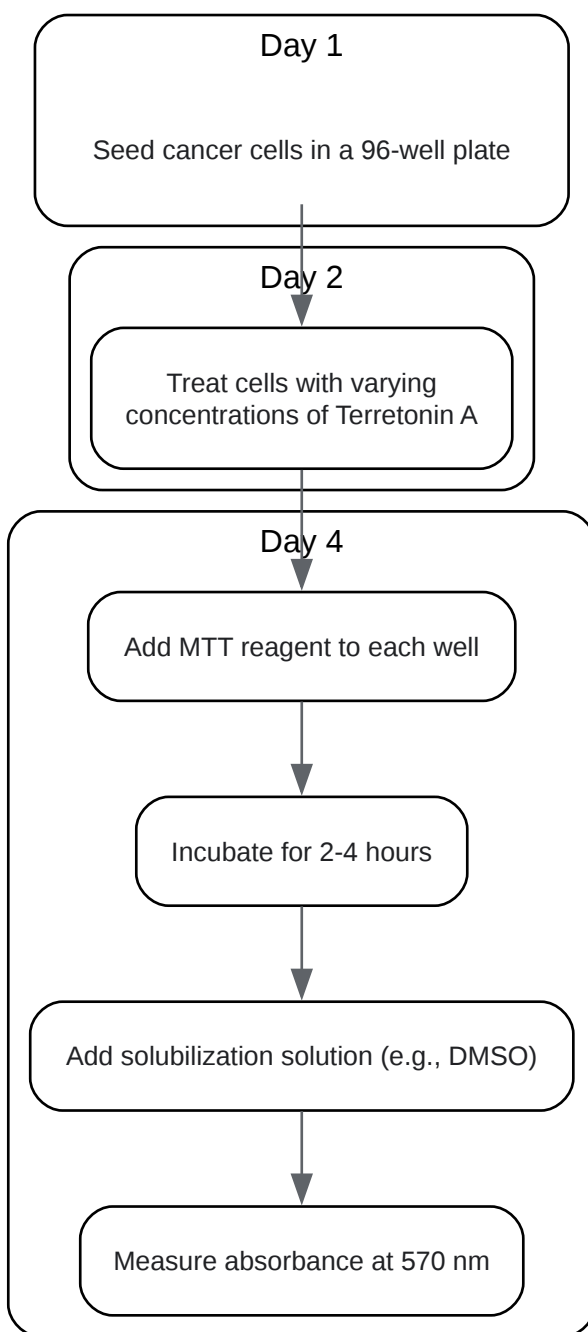 Day 1
Seed cancer cells in a 96-well plate
Day 2
Treat cells with varying
concentrations of Terretonin A
Day 4
Add MTT reagent to each well
Incubate for 2-4 hours
Add solubilization solution (e.g., DMSO)
Measure absorbance at 570 nm